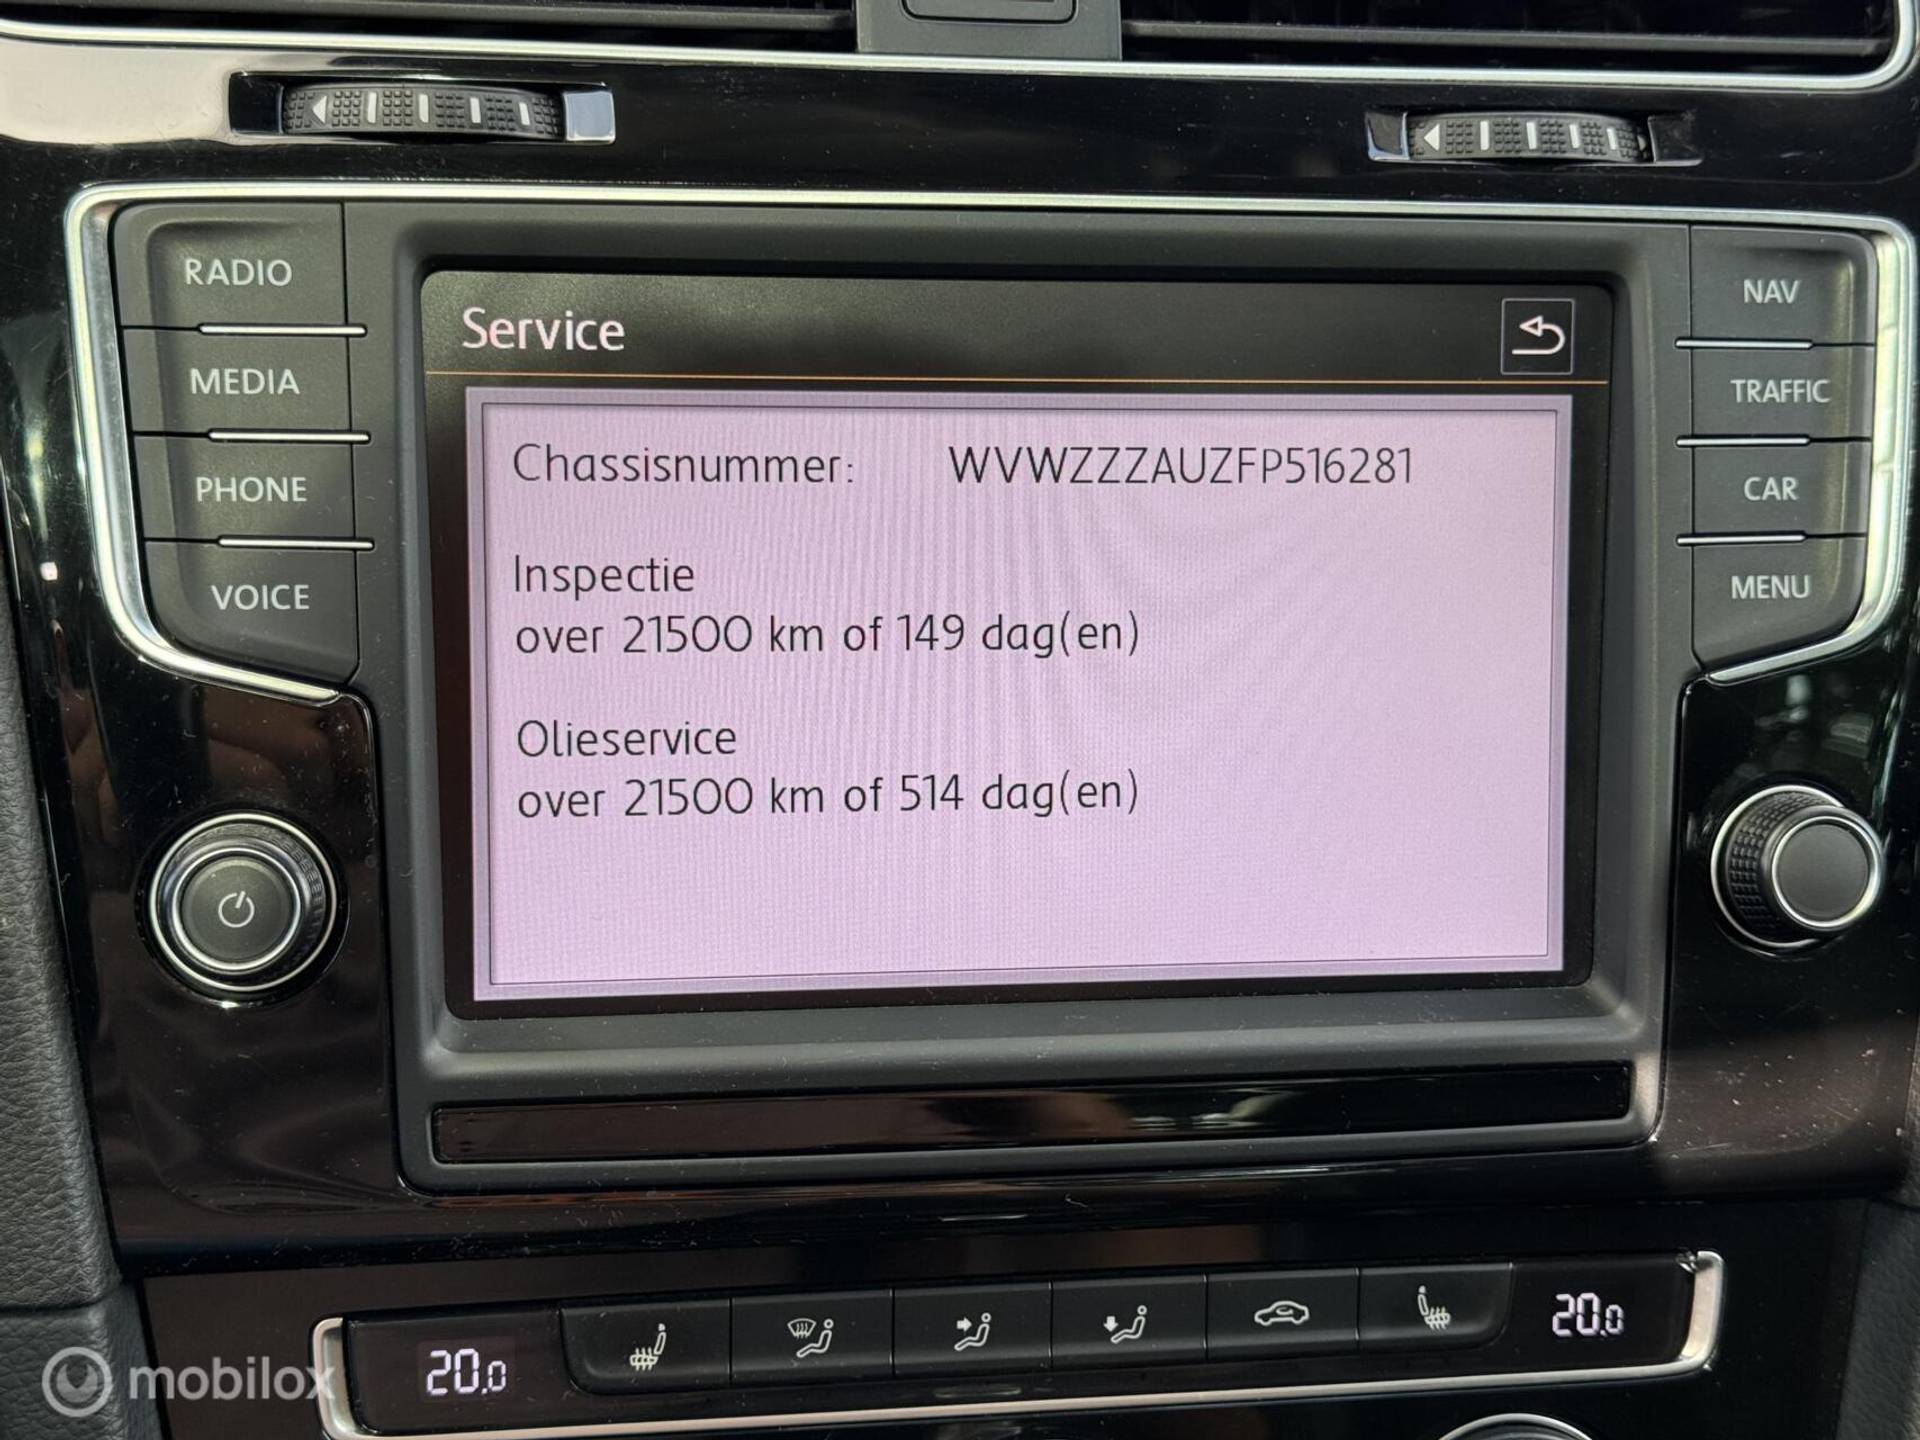 RADIO
MEDIA
PHONE
VOICE
Service
Chassisnummer: WVWZZZAUZFP516281
Inspectie
over 21500 km of 149 dag(en)
Olieservice
over 21500 km of 514 dag(en)
NAV
TRAFFIC
CAR
MENU
20.0
20.0
mobilox